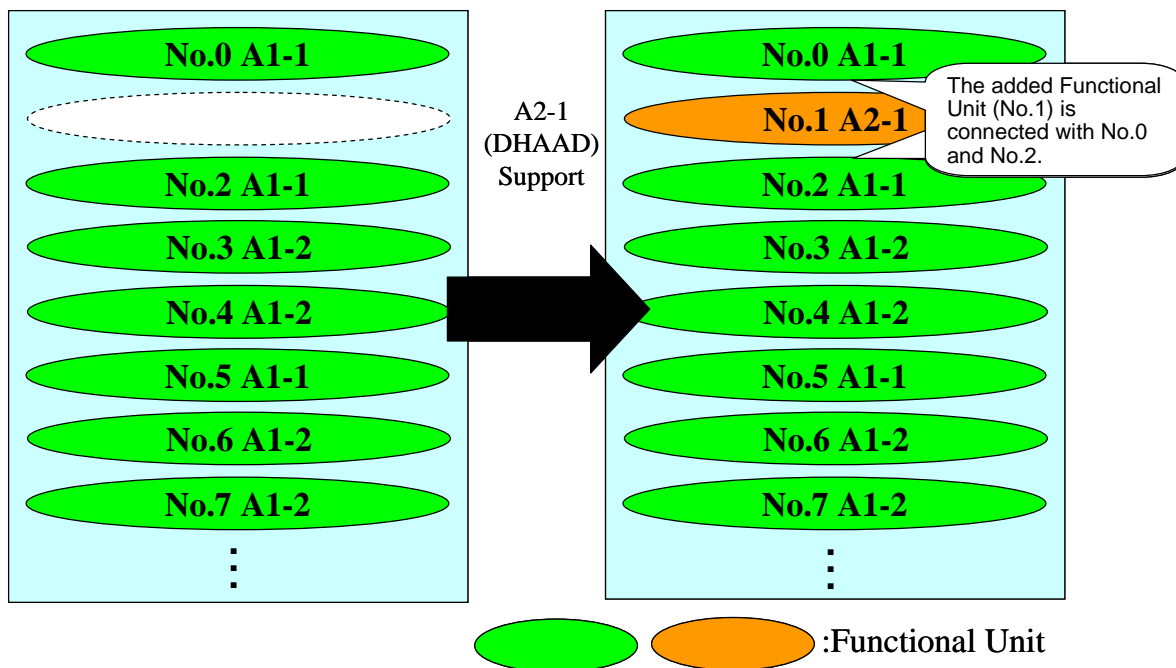 No.0 A1-1
No.2 A1-1
No.3 A1-2
No.4 A1-2
No.5 A1-1
No.6 A1-2
No.7 A1-2
⋮
A2-1
(DHAAD)
Support
No.0 A1-1
No.1 A2-1
No.2 A1-1
No.3 A1-2
No.4 A1-2
No.5 A1-1
No.6 A1-2
No.7 A1-2
⋮
The added Functional
Unit (No.1) is
connected with No.0
and No.2.
:Functional Unit